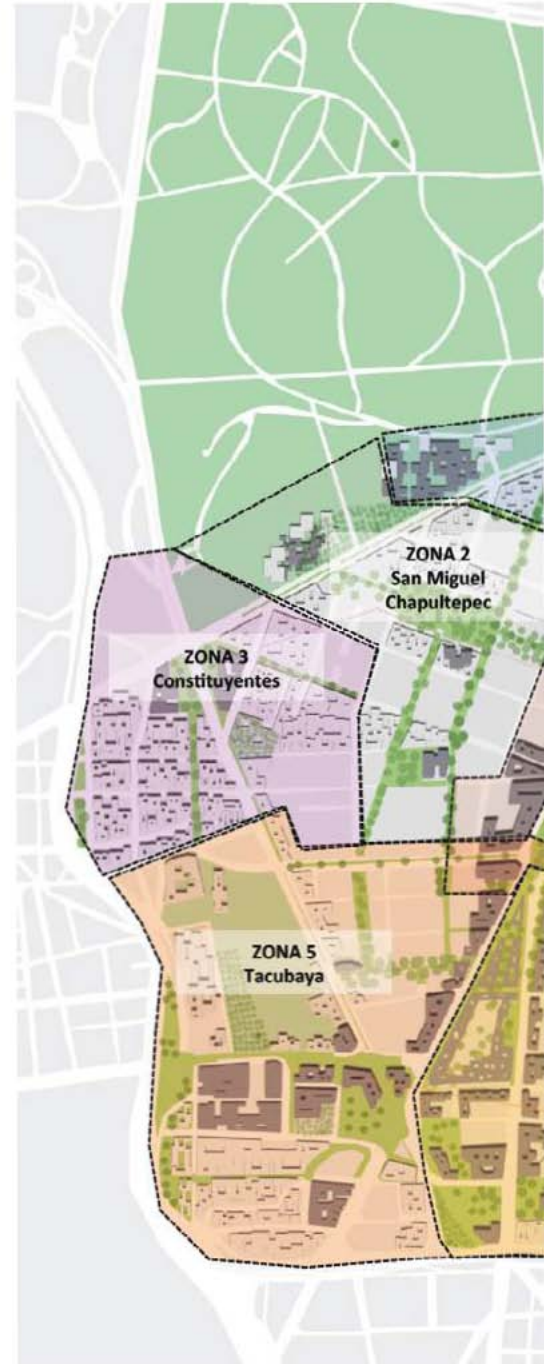 ZONA 2
San Miguel
Chapultepec
ZONA 3
Constituyentes
ZONA 5
Tacubaya